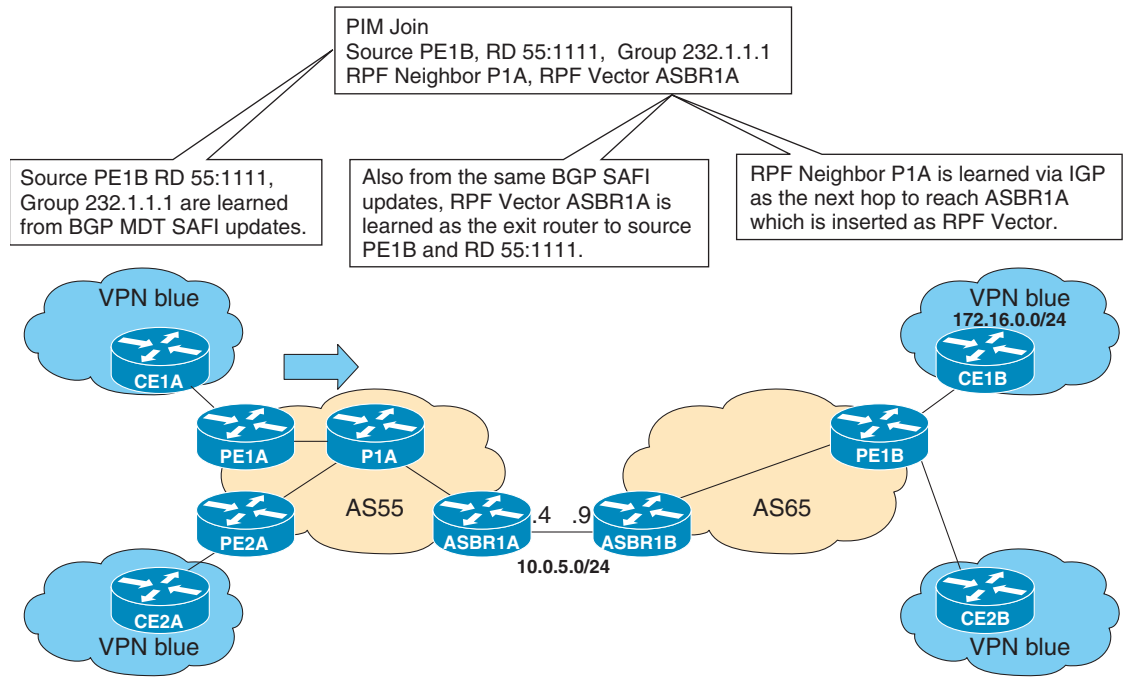 PIM Join
Source PE1B, RD 55:1111, Group 232.1.1.1
RPF Neighbor P1A, RPF Vector ASBR1A
Source PE1B RD 55:1111,
Group 232.1.1.1 are learned
from BGP MDT SAFI updates.
Also from the same BGP SAFI
updates, RPF Vector ASBR1A is
learned as the exit router to source
PE1B and RD 55:1111.
RPF Neighbor P1A is learned via IGP
as the next hop to reach ASBR1A
which is inserted as RPF Vector.
VPN blue
CE1A
VPN blue
172.16.0.0/24
CE1B
PE1A
P1A
PE1B
PE2A
AS55
ASBR1A
.4
.9
ASBR1B
AS65
10.0.5.0/24
CE2A
VPN blue
CE2B
VPN blue